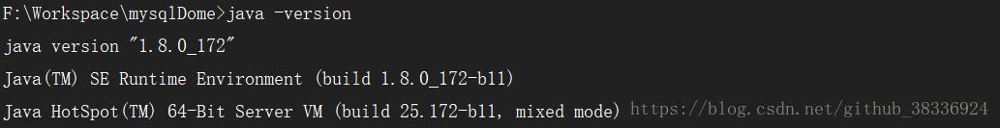 F:\Workspace\mysqlDome>java -version
java version "1.8.0_172"
Java(TM) SE Runtime Environment (build 1.8.0_172-b11)
Java HotSpot(TM) 64-Bit Server VM (build 25.172-b11, mixed mode) https://blog.csdn.net/github_38336924